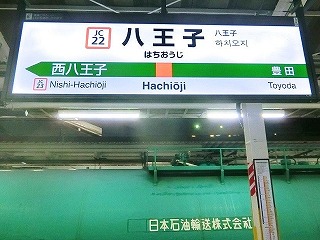 JC
22
八王子
はちおうじ
八王子
하치오지
西八王子
豊田
JC
23
Nishi-Hachiōji
Hachiōji
Toyoda
日本石油輸送株式会社